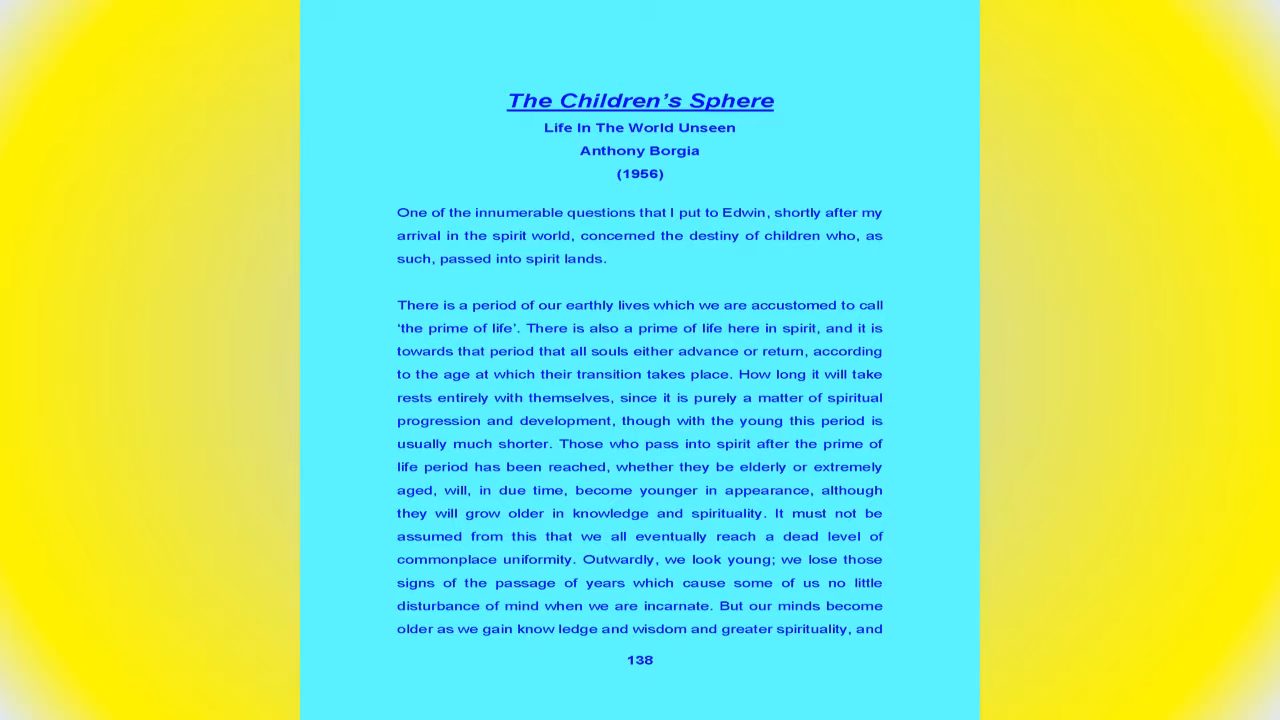 The Children’s Sphere
Life In The World Unseen
Anthony Borgia
(1956)
One of the innumerable questions that I put to Edwin, shortly after my
arrival in the spirit world, concerned the destiny of children who, as
such, passed into spirit lands.
There is a period of our earthly lives which we are accustomed to call
‘the prime of life’. There is also a prime of life here in spirit, and it is
towards that period that all souls either advance or return, according
to the age at which their transition takes place. How long it will take
rests entirely with themselves, since it is purely a matter of spiritual
progression and development, though with the young this period is
usually much shorter. Those who pass into spirit after the prime of
life period has been reached, whether they be elderly or extremely
aged, will, in due time, become younger in appearance, although
they will grow older in knowledge and spirituality. It must not be
assumed from this that we all eventually reach a dead level of
commonplace uniformity. Outwardly, we look young; we lose those
signs of the passage of years which cause some of us no little
disturbance of mind when we are incarnate. But our minds become
older as we gain know ledge and wisdom and greater spirituality, and
138